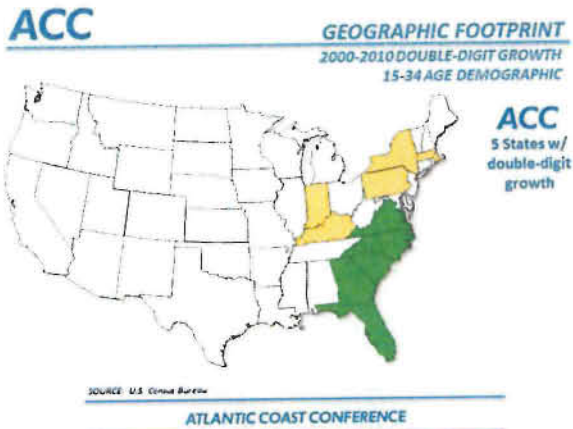 ACC
GEOGRAPHIC FOOTPRINT
2000-2010 DOUBLE-DIGIT GROWTH
15-34 AGE DEMOGRAPHIC
ACC
5 States w/
double-digit
growth
SOURCE: U.S. Census Bureau
ATLANTIC COAST CONFERENCE